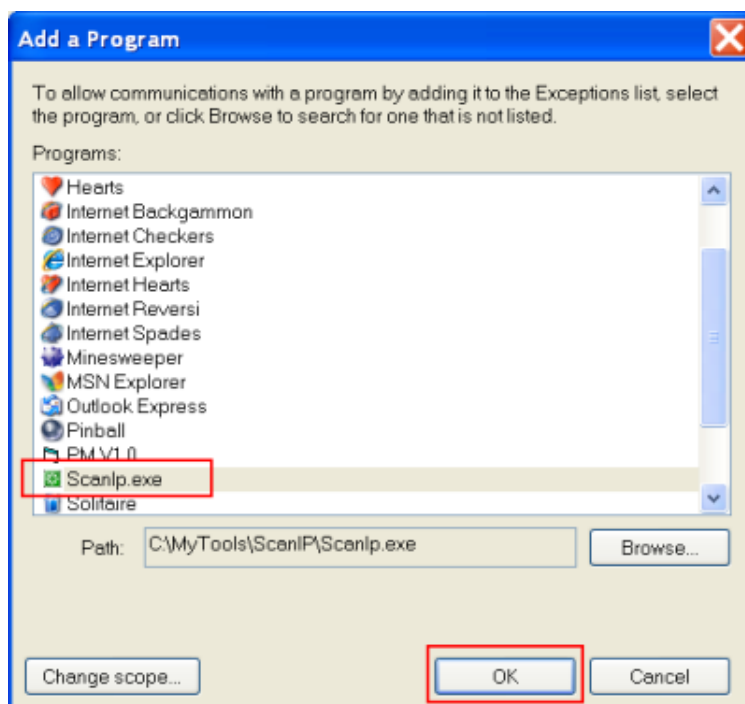 Add a Program
To allow communications with a program by adding it to the Exceptions list, select
the program, or click Browse to search for one that is not listed.
Programs:
Hearts
Internet Backgammon
Internet Checkers
Internet Explorer
Internet Hearts
Internet Reversi
Internet Spades
Minesweeper
MSN Explorer
Outlook Express
Pinball
PM V1.0
ScanIp.exe
Solitaire
Path: C:\MyTools\ScanIP\ScanIp.exe Browse...
Change scope... OK Cancel